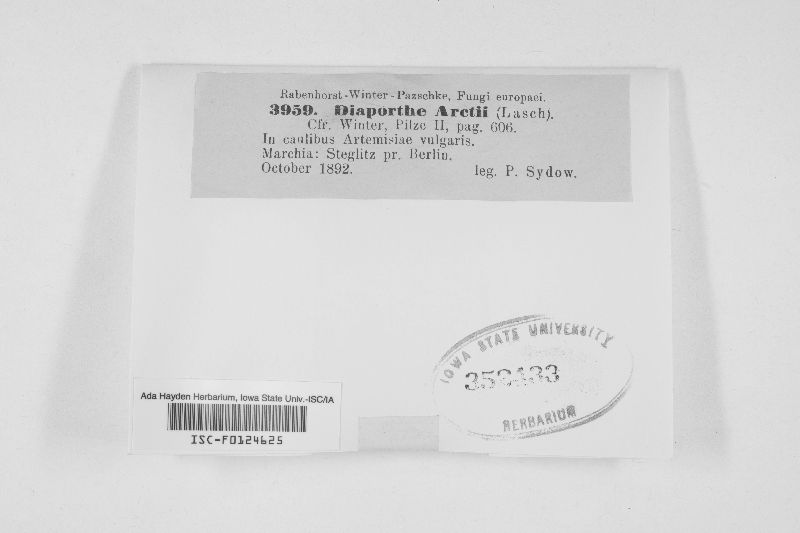 Rabenhorst-Winter-Pazschke, Fungi europaei.
3959. Diaporthe Arctii (Lasch).
Cfr. Winter, Pilze II, pag. 606.
In caulibus Artemisiae vulgaris.
Marchia: Steglitz pr. Berlin.
October 1892. leg. P. Sydow.
IOWA STATE UNIVERSITY
HERBARIUM
Ada Hayden Herbarium, Iowa State Univ.-ISC/IA
ISC-F0124625